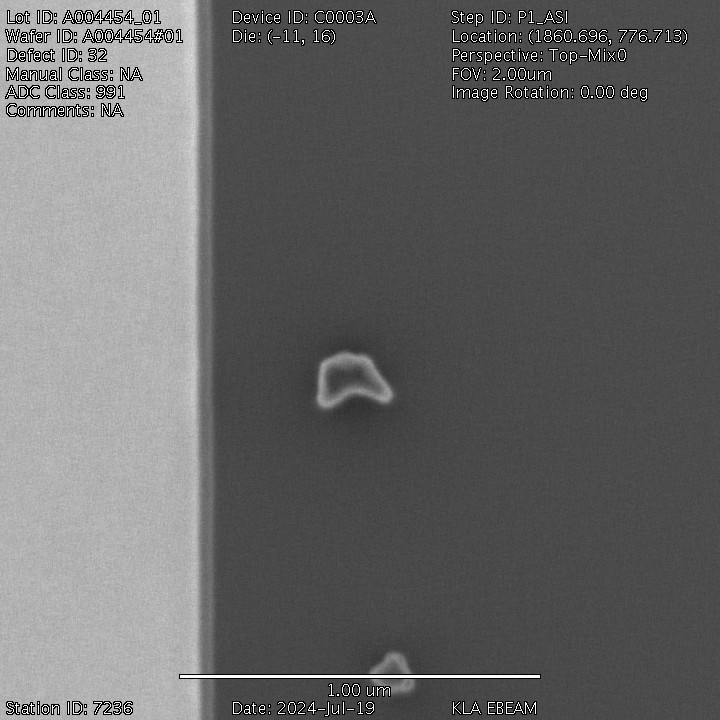 Lot ID: A004454_01
Device ID: C0003A
Step ID: P1_ASI
Wafer ID: A004454#01
Die: (-11, 16)
Location: (1860.696, 776.713)
Defect ID: 32
Perspective: Top-Mix0
Manual Class: NA
FOV: 2.00um
ADC Class: 991
Image Rotation: 0.00 deg
Comments: NA
1.00 um
Station ID: 7236
Date: 2024-Jul-19
KLA EBEAM